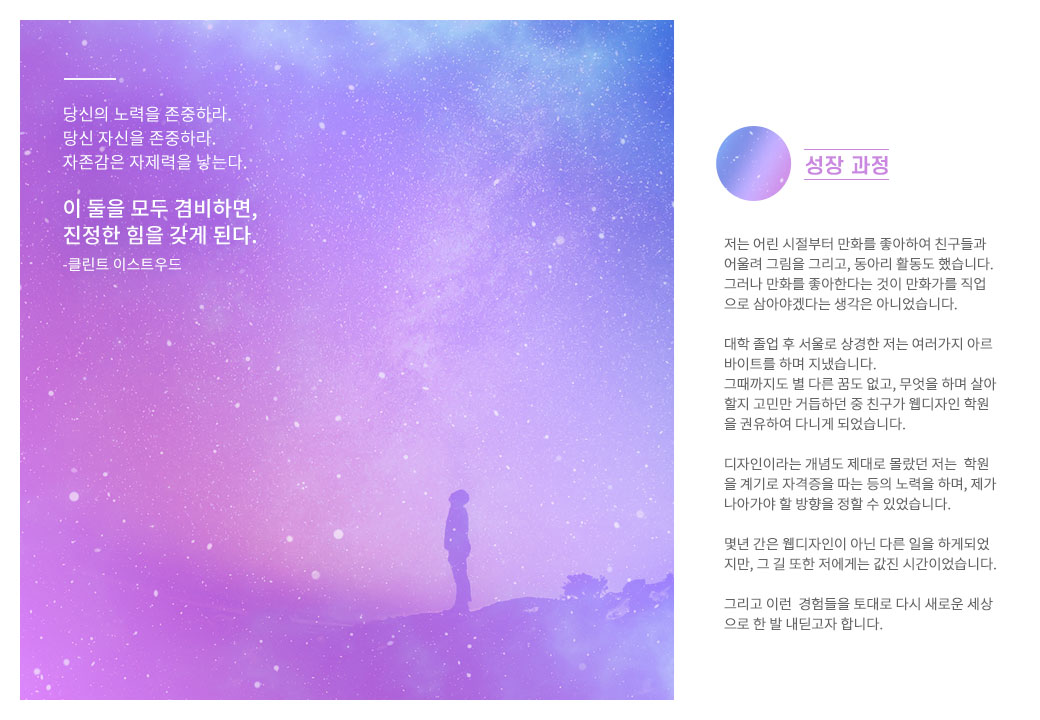 당신의 노력을 존중하라.
당신 자신을 존중하라.
자존감은 자제력을 낳는다.
이 둘을 모두 겸비하면,
진정한 힘을 갖게 된다.
-클린트 이스트우드
성장 과정
저는 어린 시절부터 만화를 좋아하여 친구들과
어울려 그림을 그리고, 동아리 활동도 했습니다.
그러나 만화를 좋아한다는 것이 만화가를 직업
으로 삼아야겠다는 생각은 아니었습니다.
대학 졸업 후 서울로 상경한 저는 여러가지 아르
바이트를 하며 지냈습니다.
그때까지도 별 다른 꿈도 없고, 무엇을 하며 살아
할지 고민만 거듭하던 중 친구가 웹디자인 학원
을 권유하여 다니게 되었습니다.
디자인이라는 개념도 제대로 몰랐던 저는  학원
을 계기로 자격증을 따는 등의 노력을 하며, 제가
나아가야 할 방향을 정할 수 있었습니다.
몇년 간은 웹디자인이 아닌 다른 일을 하게되었
지만, 그 길 또한 저에게는 값진 시간이었습니다.
그리고 이런  경험들을 토대로 다시 새로운 세상
으로 한 발 내딛고자 합니다.